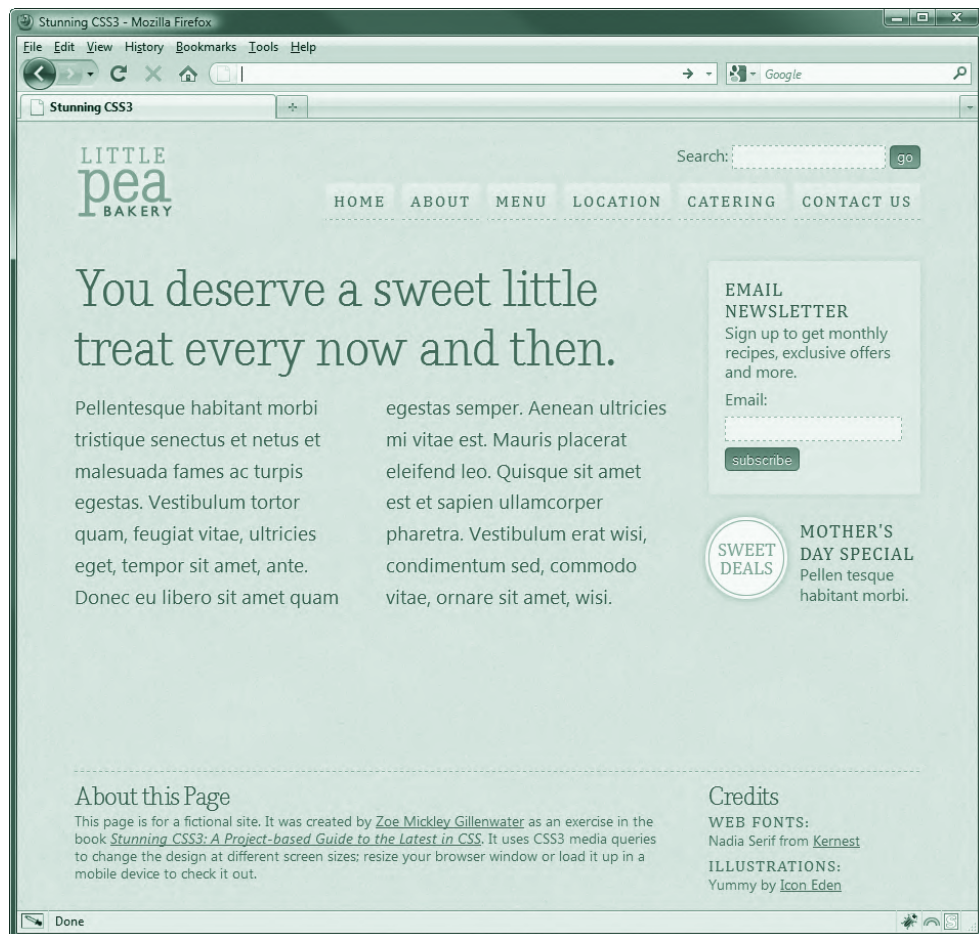 Stunning CSS3 - Mozilla Firefox
File Edit View History Bookmarks Tools Help
Google
Stunning CSS3
LITTLE
pea
BAKERY
Search:
go
HOME ABOUT MENU LOCATION CATERING CONTACT US
You deserve a sweet little
treat every now and then.
Pellentesque habitant morbi
tristique senectus et netus et
malesuada fames ac turpis
egestas. Vestibulum tortor
quam, feugiat vitae, ultricies
eget, tempor sit amet, ante.
Donec eu libero sit amet quam
egestas semper. Aenean ultricies
mi vitae est. Mauris placerat
eleifend leo. Quisque sit amet
est et sapien ullamcorper
pharetra. Vestibulum erat wisi,
condimentum sed, commodo
vitae, ornare sit amet, wisi.
EMAIL
NEWSLETTER
Sign up to get monthly
recipes, exclusive offers
and more.
Email:
subscribe
SWEET
DEALS
MOTHER'S
DAY SPECIAL
Pellen tesque
habitant morbi.
About this Page
This page is for a fictional site. It was created by Zoe Mickley Gillenwater as an exercise in the
book Stunning CSS3: A Project-based Guide to the Latest in CSS. It uses CSS3 media queries
to change the design at different screen sizes; resize your browser window or load it up in a
mobile device to check it out.
Credits
WEB FONTS:
Nadia Serif from Kernest
ILLUSTRATIONS:
Yummy by Icon Eden
Done